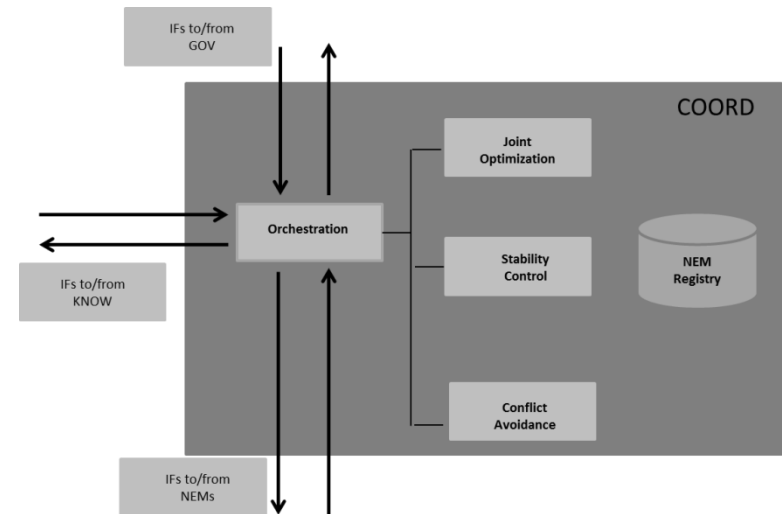 IFs to/from
GOV
COORD
Joint
Optimization
Orchestration
Stability
Control
NEM
Registry
IFs to/from
KNOW
Conflict
Avoidance
IFs to/from
NEMs